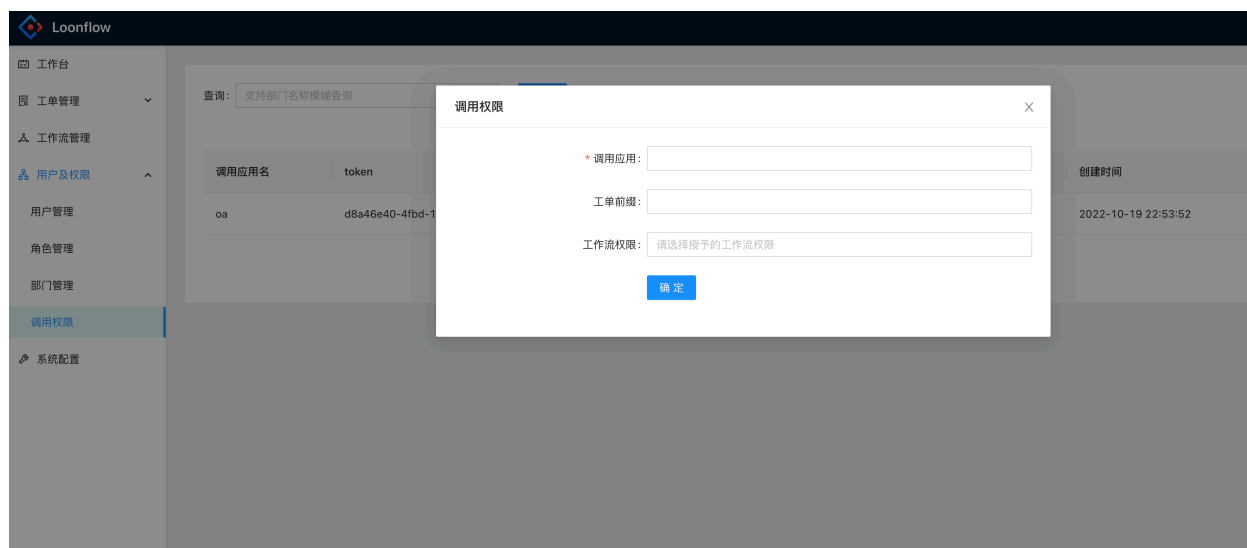 Loonflow
工作台
工单管理
工作流管理
用户及权限
用户管理
角色管理
部门管理
调用权限
系统配置
查询: 支持部门名称模糊查询
调用应用名 token 创建时间
oa d8a46e40-4fbd-1 2022-10-19 22:53:52
调用权限
* 调用应用:
工单前缀:
工作流权限: 请选择授予的工作流权限
确 定